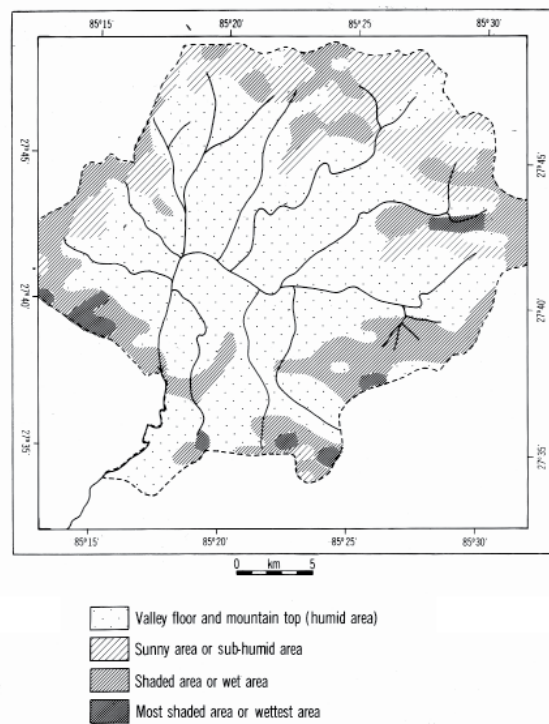 85°15' 85°20' 85°25' 85°30'
27°45' 27°45'
27°40' 27°40'
27°35' 27°35'
85°15' 85°20' 85°25' 85°30'
0 km 5
Valley floor and mountain top (humid area)
Sunny area or sub-humid area
Shaded area or wet area
Most shaded area or wettest area